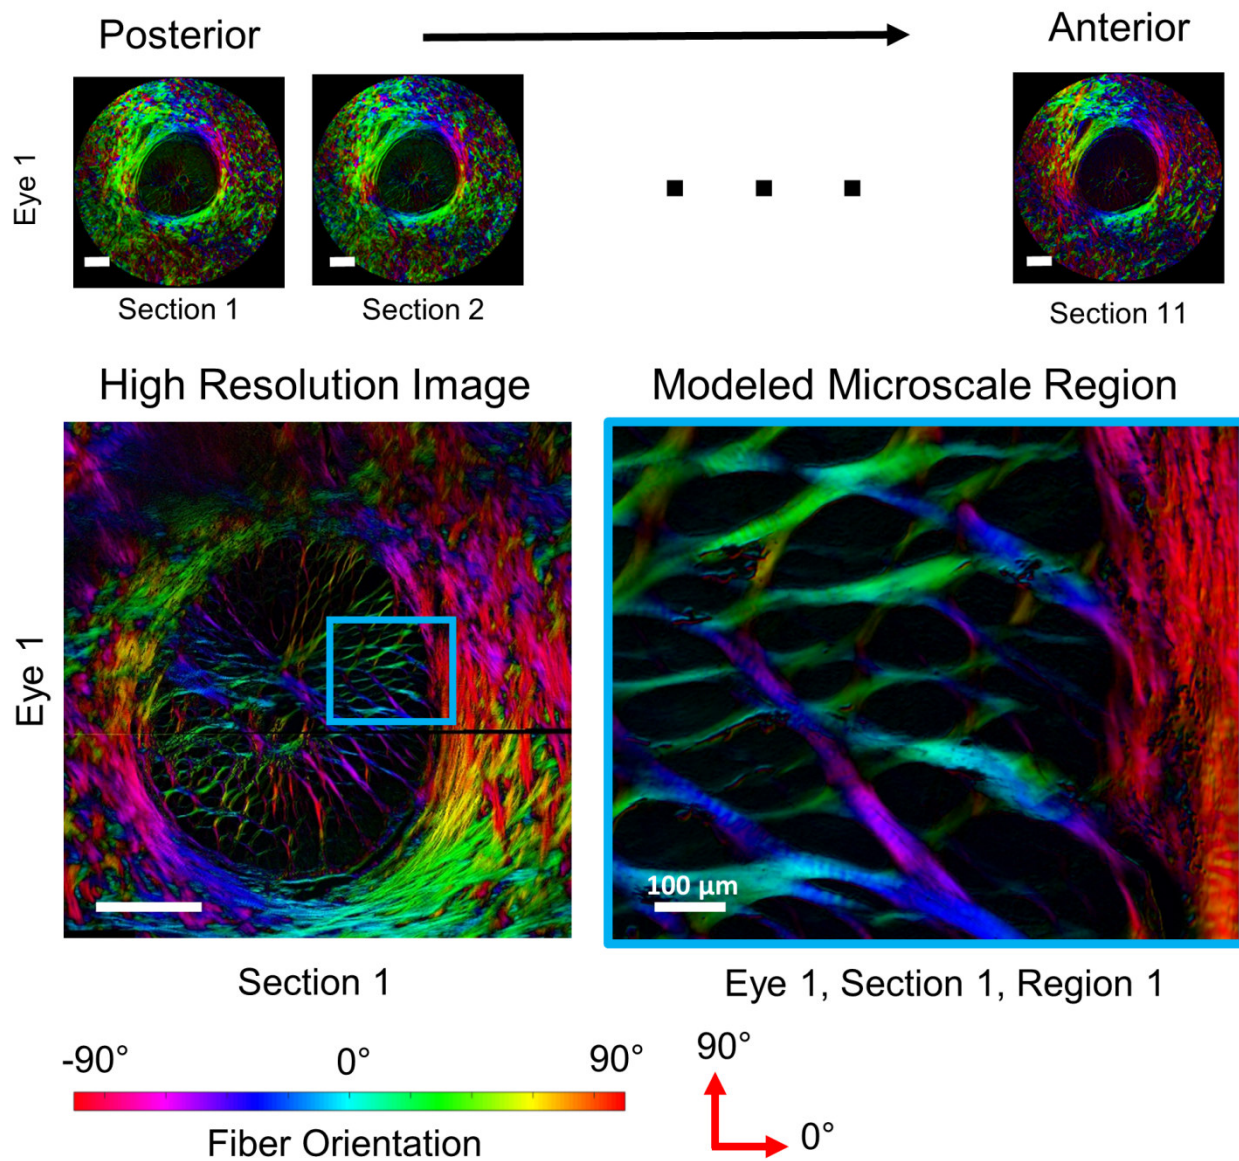 Posterior
Anterior
Eye 1
Section 1
Section 2
Section 11
High Resolution Image
Modeled Microscale Region
Eye 1
100 µm
Section 1
Eye 1, Section 1, Region 1
-90°
0°
90°
Fiber Orientation
90°
0°